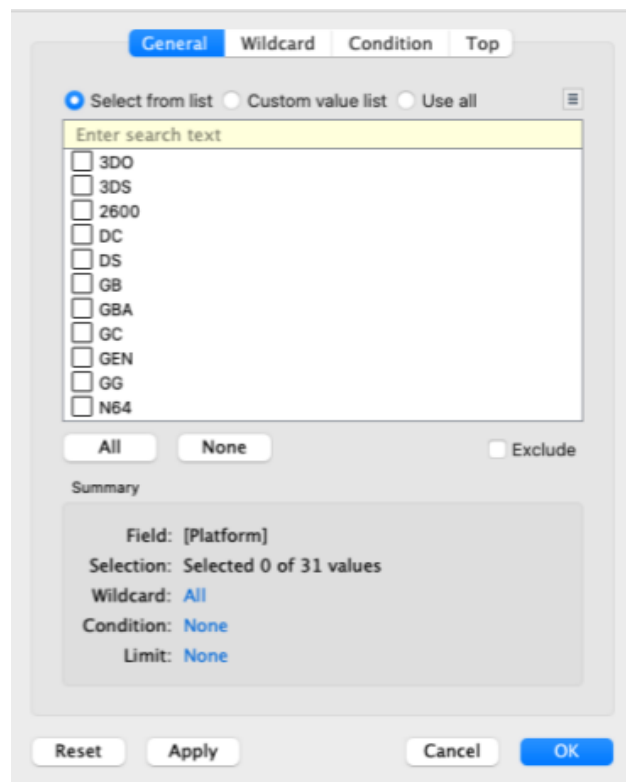 General Wildcard Condition Top
Select from list Custom value list Use all
Enter search text
3DO
3DS
2600
DC
DS
GB
GBA
GC
GEN
GG
N64
All None Exclude
Summary
Field: [Platform]
Selection: Selected 0 of 31 values
Wildcard: All
Condition: None
Limit: None
Reset Apply Cancel OK